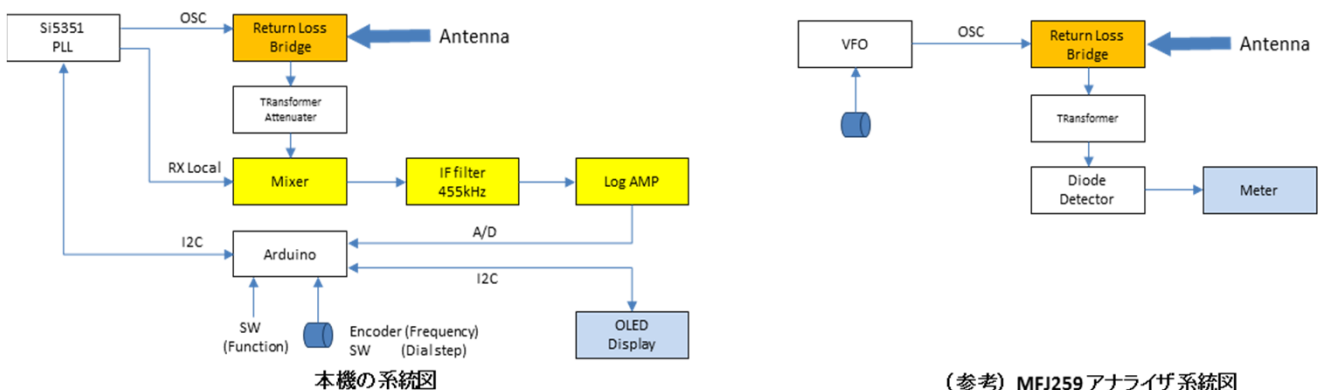 Si5351
PLL
OSC
Return Loss
Bridge
Antenna
TRansformer
Attenuater
RX Local
Mixer
IF filter
455kHz
Log AMP
A/D
I2C
Arduino
I2C
SW
(Function)
Encoder (Frequency)
SW (Dial step)
OLED
Display
本機の系統図
VFO
OSC
Return Loss
Bridge
Antenna
TRansformer
Diode
Detector
Meter
(参考) MFJ259 アナライザ系統図